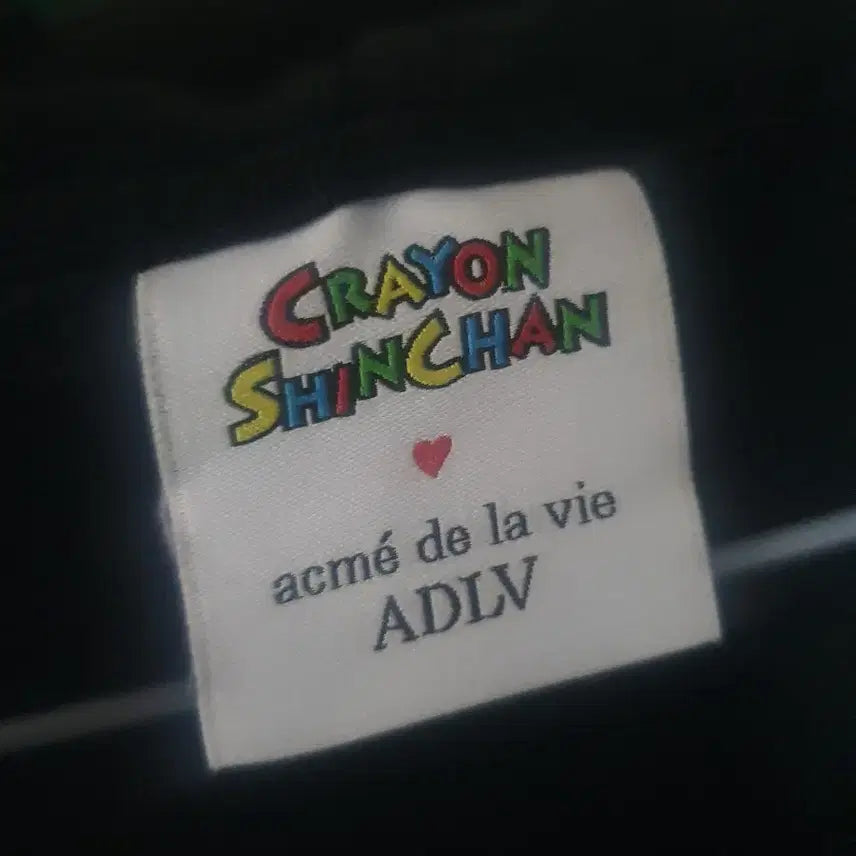 CRAYON
SHINCHAN
acmé de la vie
ADLV